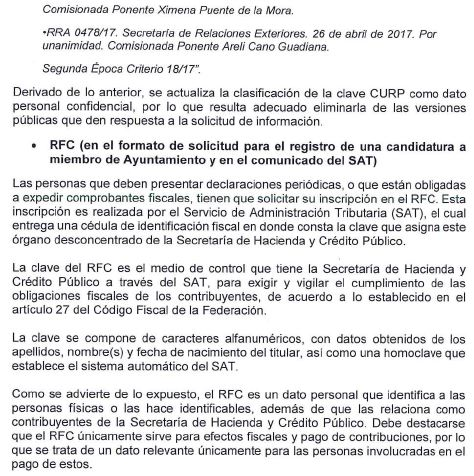 Comisionada Ponente Ximena Puente de la Mora.
•RRA 0478/17. Secretaría de Relaciones Exteriores. 26 de abril de 2017. Por
unanimidad. Comisionada Ponente Areli Cano Guadiana.
Segunda Época Criterio 18/17".
Derivado de lo anterior, se actualiza la clasificación de la clave CURP como dato
personal confidencial, por lo que resulta adecuado eliminarla de las versiones
públicas que den respuesta a la solicitud de información.
• RFC (en el formato de solicitud para el registro de una candidatura a
miembro de Ayuntamiento y en el comunicado del SAT)
Las personas que deben presentar declaraciones periódicas, o que están obligadas
a expedir comprobantes fiscales, tienen que solicitar su inscripción en el RFC. Esta
inscripción es realizada por el Servicio de Administración Tributaria (SAT), el cual
entrega una cédula de identificación fiscal en donde consta la clave que asigna este
órgano desconcentrado de la Secretaría de Hacienda y Crédito Público.
La clave del RFC es el medio de control que tiene la Secretaría de Hacienda y
Crédito Público a través del SAT, para exigir y vigilar el cumplimiento de las
obligaciones fiscales de los contribuyentes, de acuerdo a lo establecido en el
artículo 27 del Código Fiscal de la Federación.
La clave se compone de caracteres alfanuméricos, con datos obtenidos de los
apellidos, nombre(s) y fecha de nacimiento del titular, así como una homoclave que
establece el sistema automático del SAT.
Como se advierte de lo expuesto, el RFC es un dato personal que identifica a las
personas físicas o las hace identificables, además de que las relaciona como
contribuyentes de la Secretaría de Hacienda y Crédito Público. Debe destacarse
que el RFC únicamente sirve para efectos fiscales y pago de contribuciones, por lo
que se trata de un dato relevante únicamente para las personas involucradas en el
pago de estos.